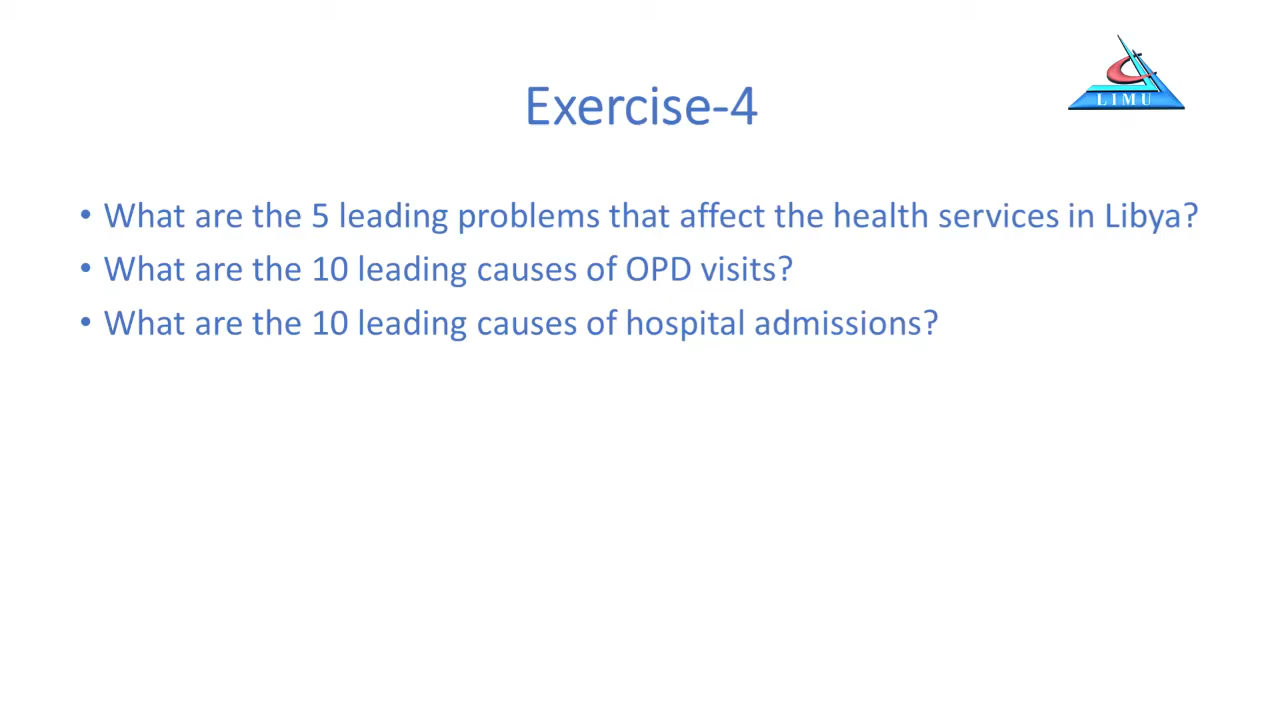 LIMU
Exercise-4
• What are the 5 leading problems that affect the health services in Libya?
• What are the 10 leading causes of OPD visits?
• What are the 10 leading causes of hospital admissions?